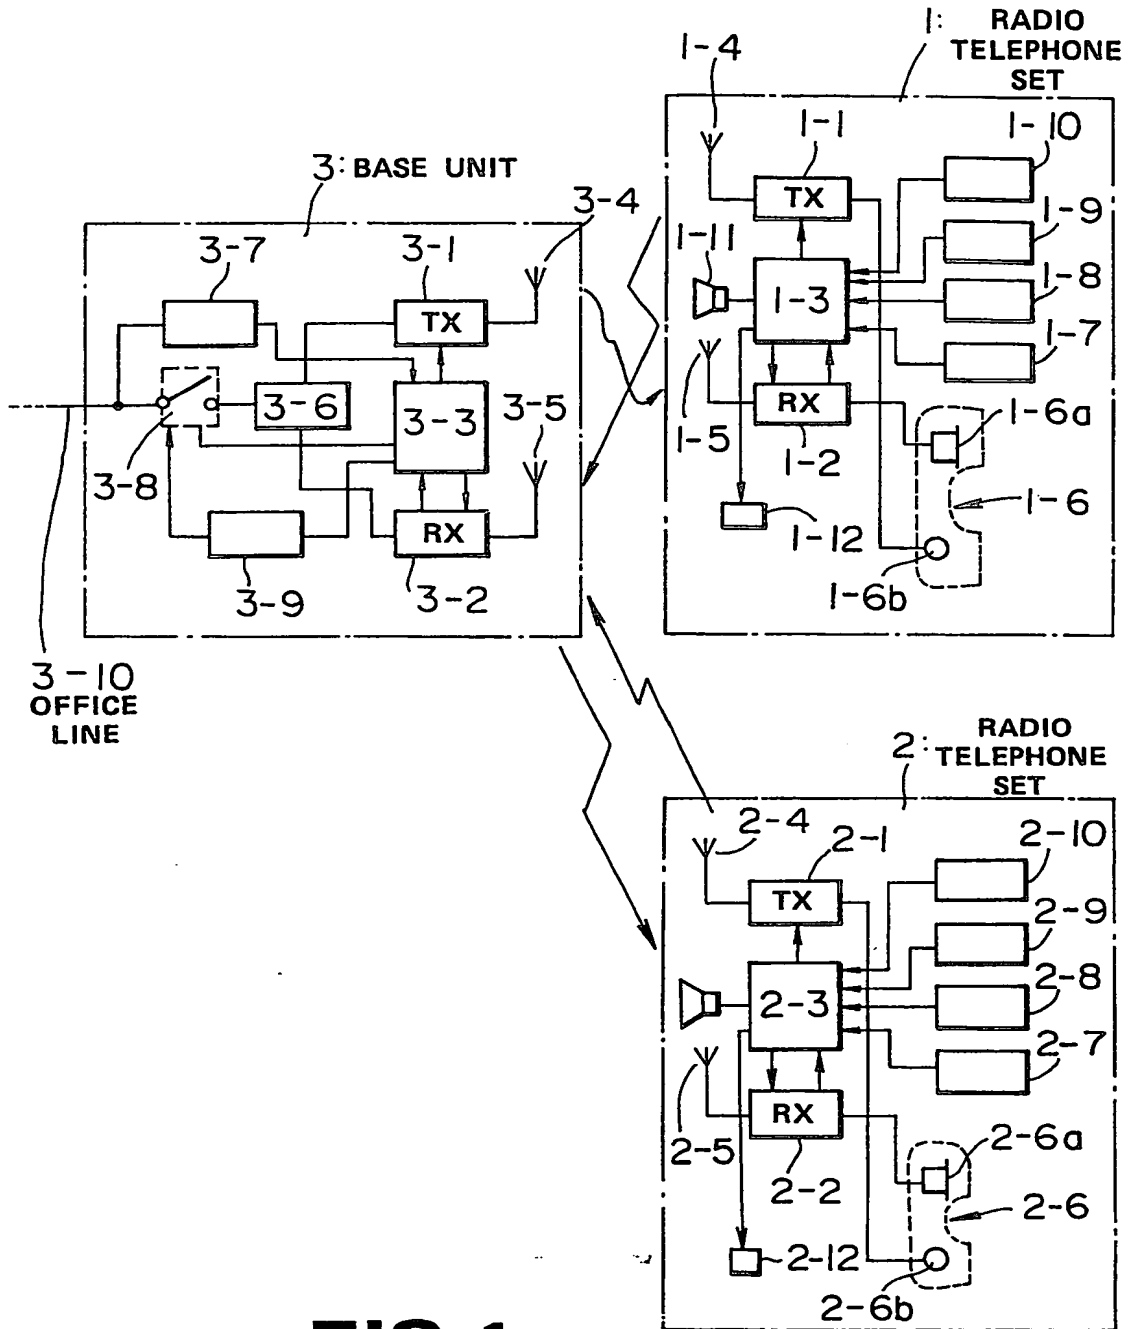 1: RADIO
TELEPHONE
SET
1-4
1-1
1-10
TX
1-9
1-11
1-3
1-8
1-7
RX
1-5
1-2
1-6a
1-6
1-12
1-6b
3: BASE UNIT
3-4
3-7
3-1
TX
3-6
3-3
3-5
3-8
RX
3-9
3-2
3-10
OFFICE
LINE
2: RADIO
TELEPHONE
SET
2-4
2-1
2-10
TX
2-9
2-3
2-8
2-7
RX
2-5
2-2
2-6a
2-6
2-12
2-6b
FIG. 1